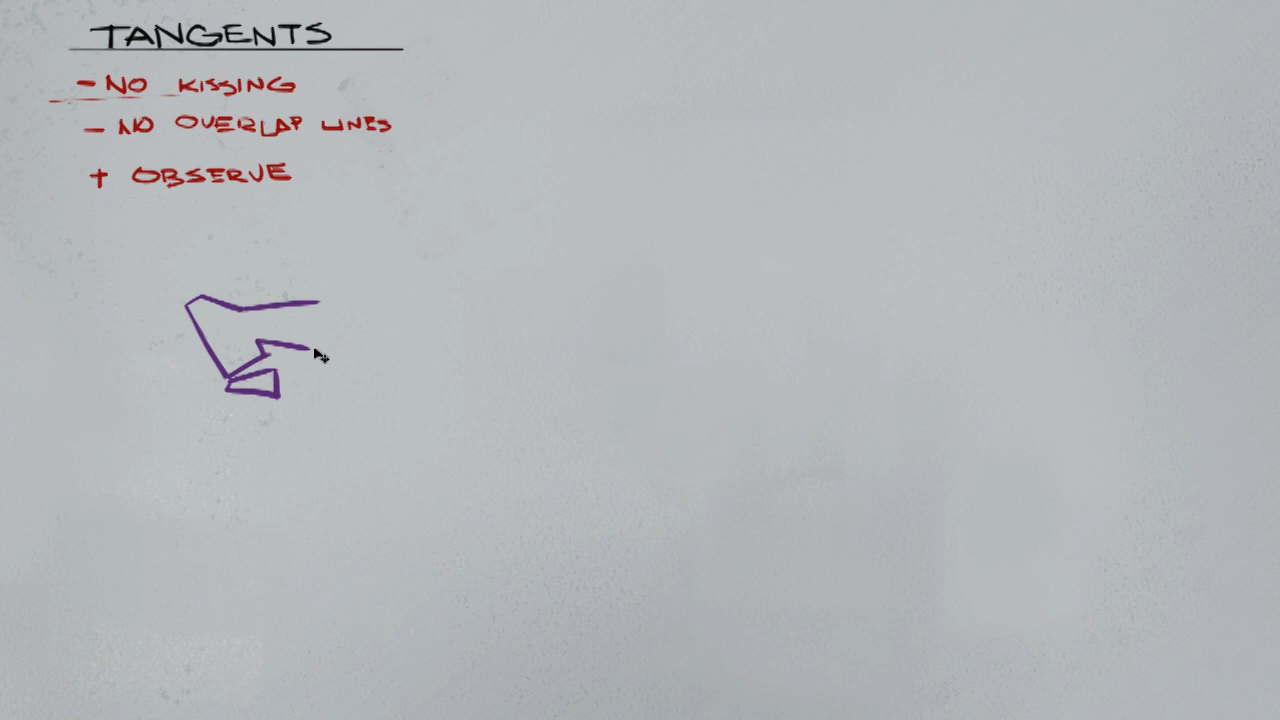 TANGENTS
- NO KISSING
- NO OVERLAP LINES
+ OBSERVE